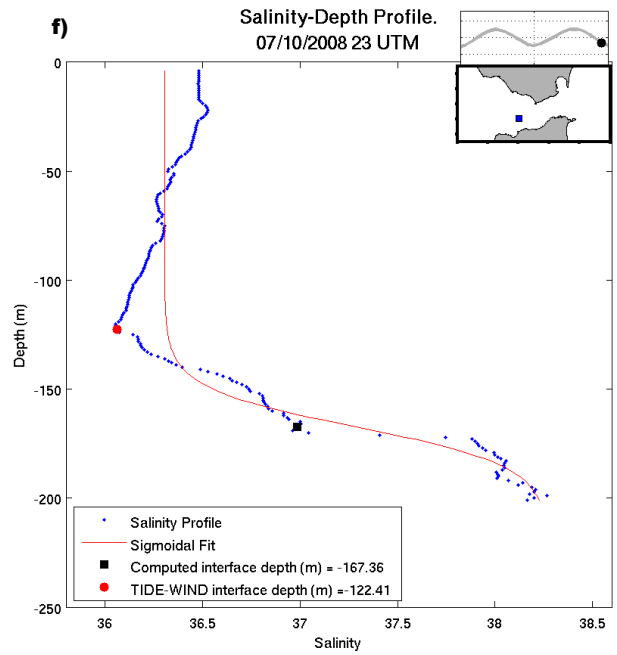 f)
Salinity-Depth Profile.
07/10/2008 23 UTM
0
-50
-100
-150
-200
-250
Depth (m)
Salinity Profile
Sigmoidal Fit
Computed interface depth (m) = -167.36
TIDE-WIND interface depth (m) =-122.41
36
36.5
37
37.5
38
38.5
Salinity